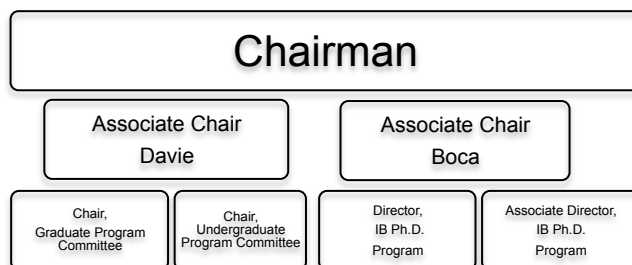 Chairman
Associate Chair
Davie
Associate Chair
Boca
Chair,
Graduate Program
Committee
Chair,
Undergraduate
Program Committee
Director,
IB Ph.D.
Program
Associate Director,
IB Ph.D.
Program